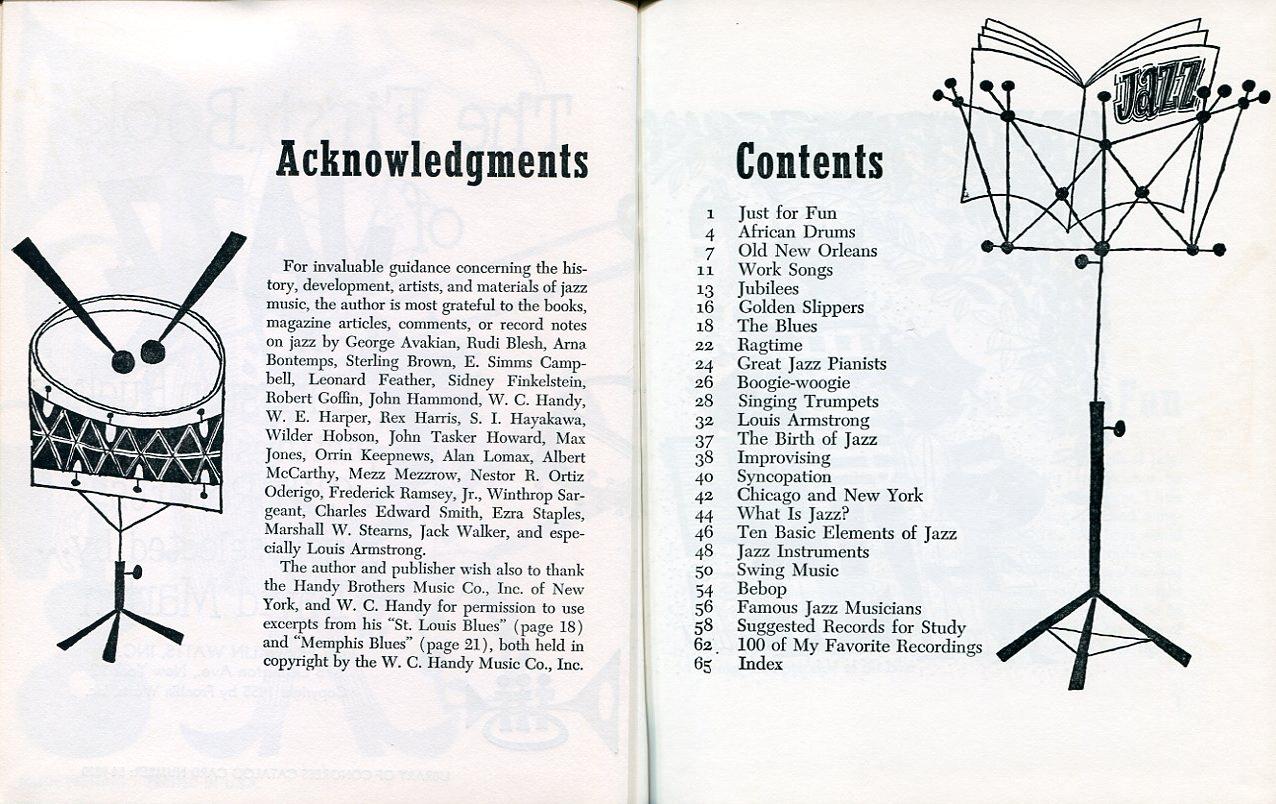 Acknowledgments
For invaluable guidance concerning the his-
tory, development, artists, and materials of jazz
music, the author is most grateful to the books,
magazine articles, comments, or record notes
on jazz by George Avakian, Rudi Blesh, Arna
Bontemps, Sterling Brown, E. Simms Camp-
bell, Leonard Feather, Sidney Finkelstein,
Robert Goffin, John Hammond, W. C. Handy,
W. E. Harper, Rex Harris, S. I. Hayakawa,
Wilder Hobson, John Tasker Howard, Max
Jones, Orrin Keepnews, Alan Lomax, Albert
McCarthy, Mezz Mezzrow, Nestor R. Ortiz
Oderigo, Frederick Ramsey, Jr., Winthrop Sar-
geant, Charles Edward Smith, Ezra Staples,
Marshall W. Stearns, Jack Walker, and espe-
cially Louis Armstrong.
The author and publisher wish also to thank
the Handy Brothers Music Co., Inc. of New
York, and W. C. Handy for permission to use
excerpts from his "St. Louis Blues" (page 18)
and "Memphis Blues" (page 21), both held in
copyright by the W. C. Handy Music Co., Inc.
Jazz
Contents
1 Just for Fun
4 African Drums
7 Old New Orleans
11 Work Songs
13 Jubilees
16 Golden Slippers
18 The Blues
22 Ragtime
24 Great Jazz Pianists
26 Boogie-woogie
28 Singing Trumpets
32 Louis Armstrong
37 The Birth of Jazz
38 Improvising
40 Syncopation
42 Chicago and New York
44 What Is Jazz?
46 Ten Basic Elements of Jazz
48 Jazz Instruments
50 Swing Music
54 Bebop
56 Famous Jazz Musicians
58 Suggested Records for Study
62 100 of My Favorite Recordings
65 Index